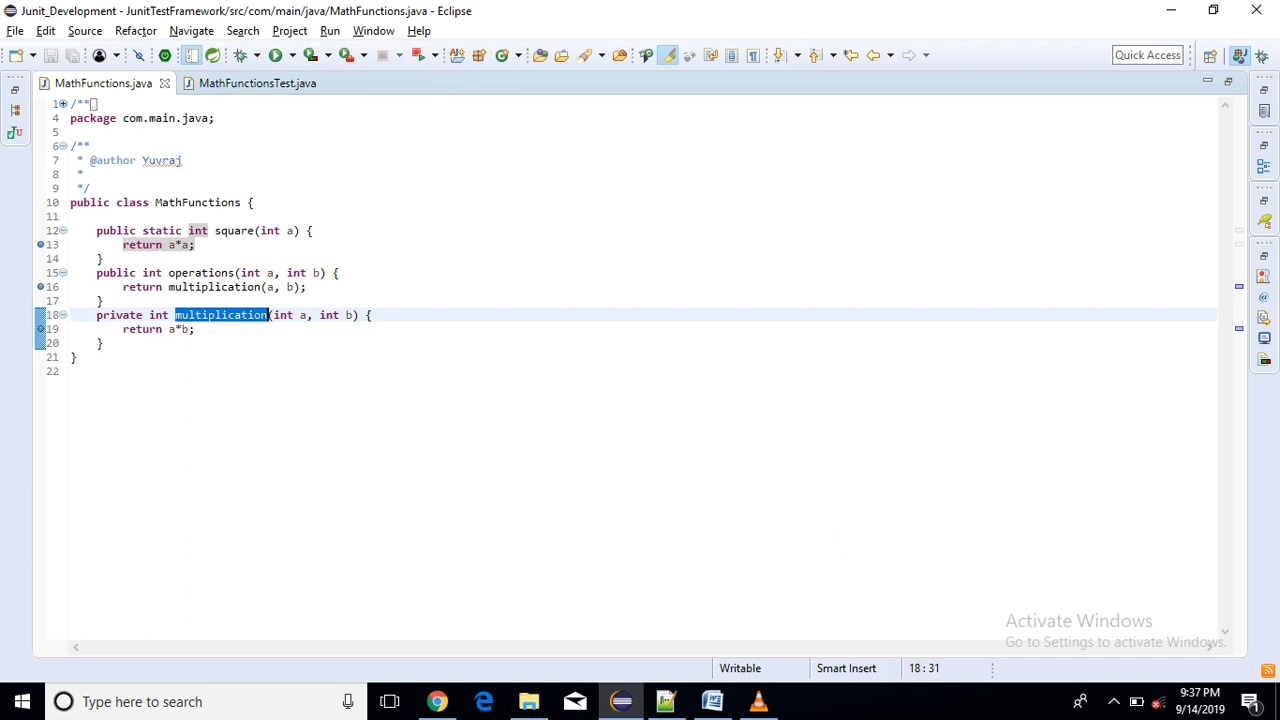 Junit_Development - JunitTestFramework/src/com/main/java/MathFunctions.java - Eclipse
File Edit Source Refactor Navigate Search Project Run Window Help
Quick Access
MathFunctions.java
MathFunctionsTest.java
1 /**
4 package com.main.java;
5
6 /**
7 * @author Yuvraj
8 *
9 */
10 public class MathFunctions {
11
12 public static int square(int a) {
13 return a*a;
14 }
15 public int operations(int a, int b) {
16 return multiplication(a, b);
17 }
18 private int multiplication(int a, int b) {
19 return a*b;
20 }
21 }
22
Activate Windows
Go to Settings to activate Windows.
Writable Smart Insert 18 : 31
Type here to search
9:37 PM
9/14/2019